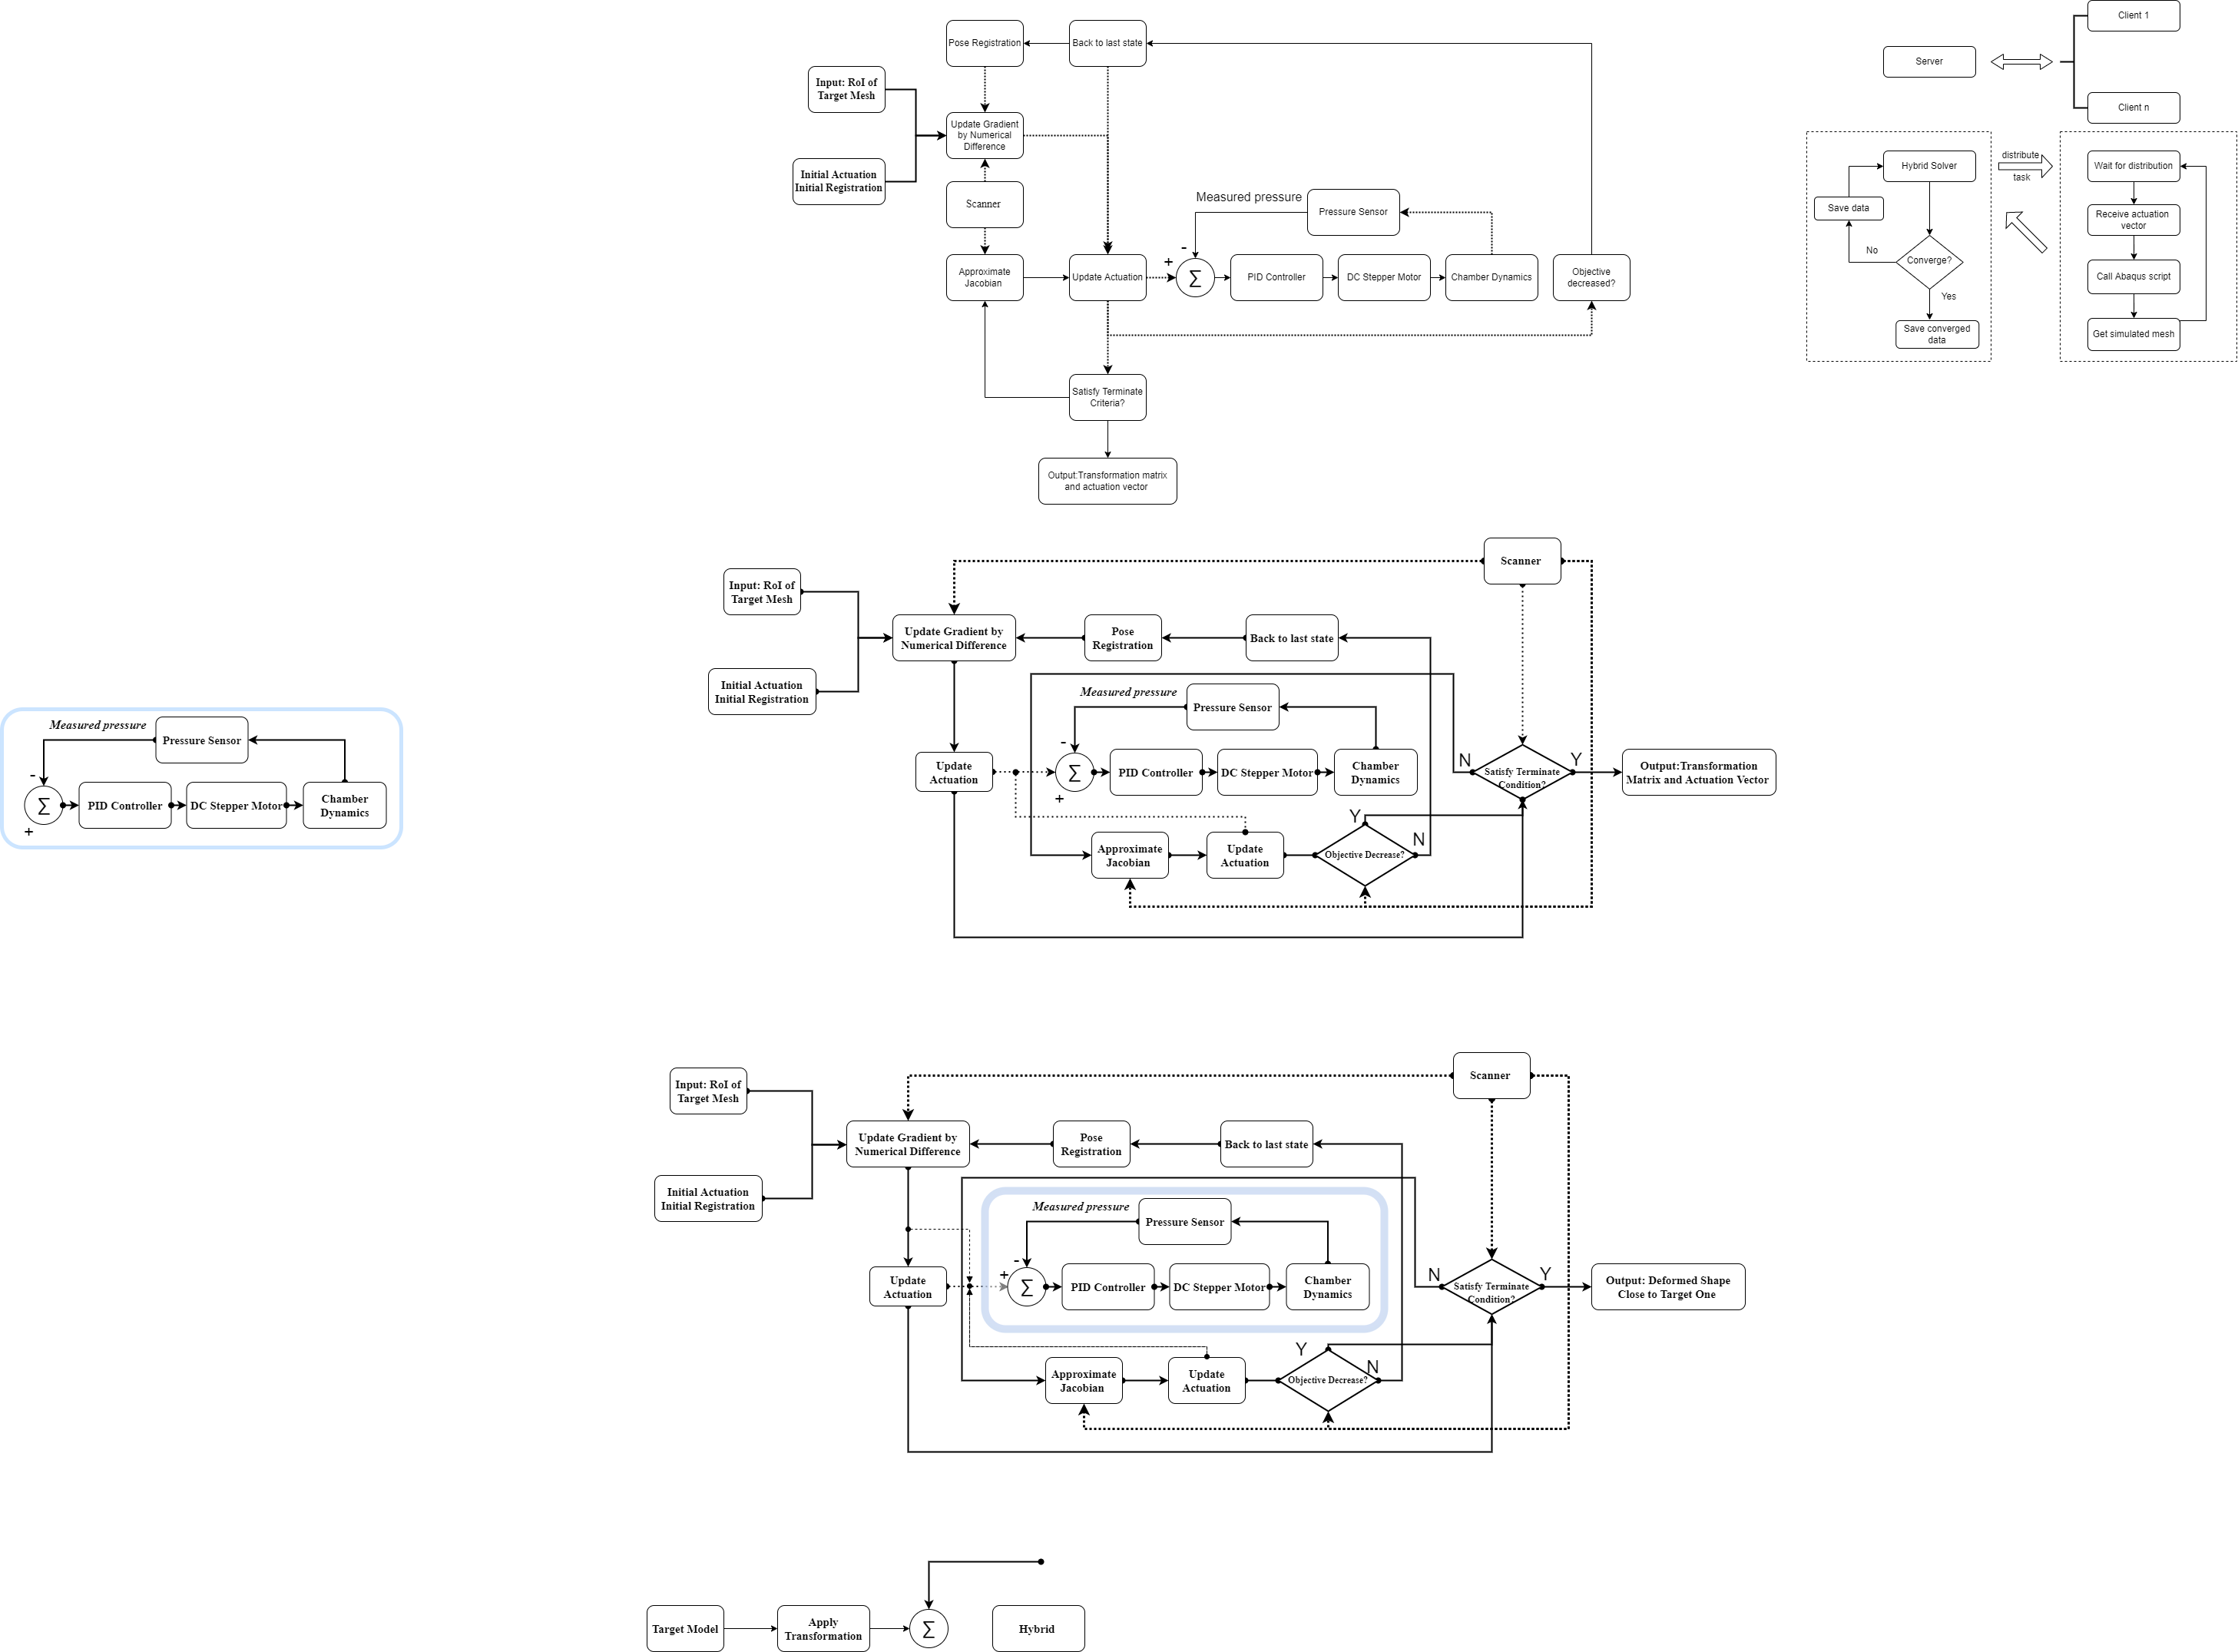 Pose Registration
Back to last state
Input: RoI of
Target Mesh
Update Gradient
by Numerical
Difference
Initial Actuation
Initial Registration
Scanner
Measured pressure
Pressure Sensor
-
+
Approximate
Jacobian
Update Actuation
∑
PID Controller
DC Stepper Motor
Chamber Dynamics
Objective
decreased?
Satisfy Terminate
Criteria?
Output:Transformation matrix
and actuation vector
Client 1
Server
Client n
Hybrid Solver
distribute
task
Wait for distribution
Save data
Receive actuation
vector
No
Converge?
Call Abaqus script
Yes
Save converged
data
Get simulated mesh
Scanner
Input: RoI of
Target Mesh
Update Gradient by
Numerical Difference
Pose
Registration
Back to last state
Initial Actuation
Initial Registration
Measured pressure
Pressure Sensor
-
Update
Actuation
∑
+
PID Controller
DC Stepper Motor
Chamber
Dynamics
N
Satisfy Terminate
Condition?
Y
Output:Transformation
Matrix and Actuation Vector
Approximate
Jacobian
Update
Actuation
Y
Objective Decrease?
N
Measured pressure
Pressure Sensor
-
∑
+
PID Controller
DC Stepper Motor
Chamber
Dynamics
Scanner
Input: RoI of
Target Mesh
Update Gradient by
Numerical Difference
Pose
Registration
Back to last state
Initial Actuation
Initial Registration
Measured pressure
Pressure Sensor
-
+
Update
Actuation
∑
PID Controller
DC Stepper Motor
Chamber
Dynamics
N
Satisfy Terminate
Condition?
Y
Output: Deformed Shape
Close to Target One
Approximate
Jacobian
Update
Actuation
Y
Objective Decrease?
N
Target Model
Apply
Transformation
∑
Hybrid